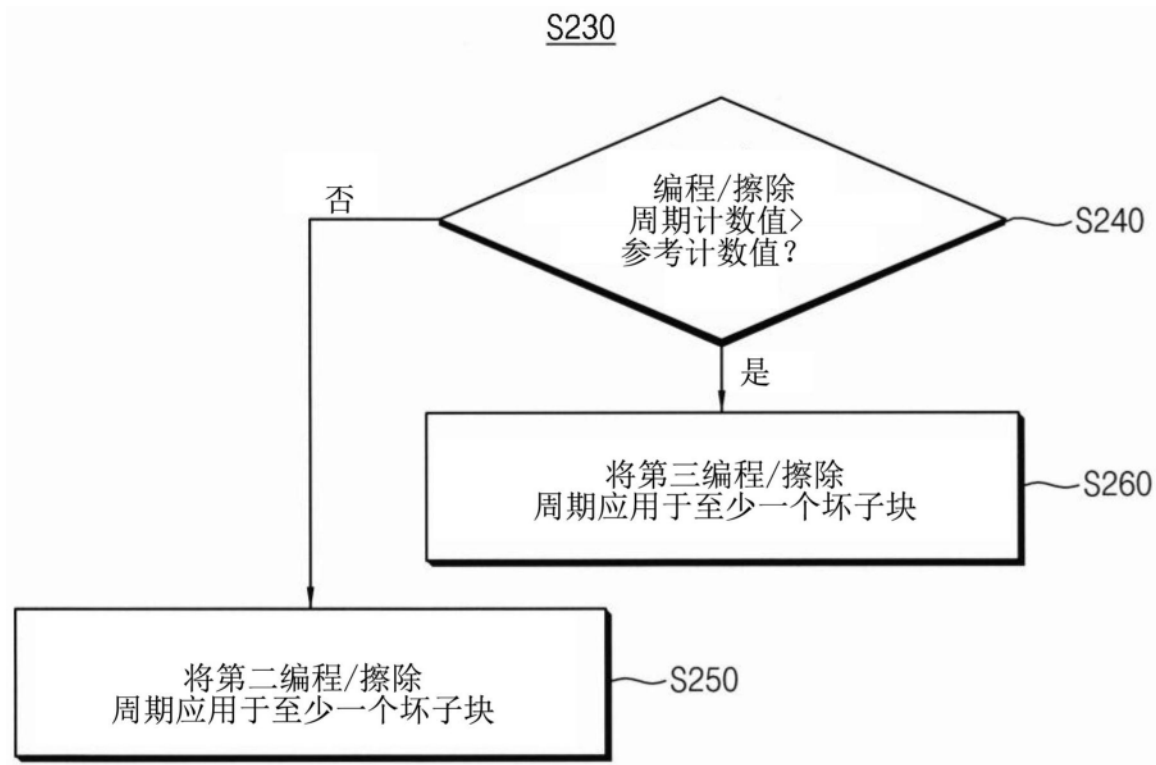 S230
编程/擦除
周期计数值>
参考计数值?
S240
否
是
将第三编程/擦除
周期应用于至少一个坏子块
S260
将第二编程/擦除
周期应用于至少一个坏子块
S250